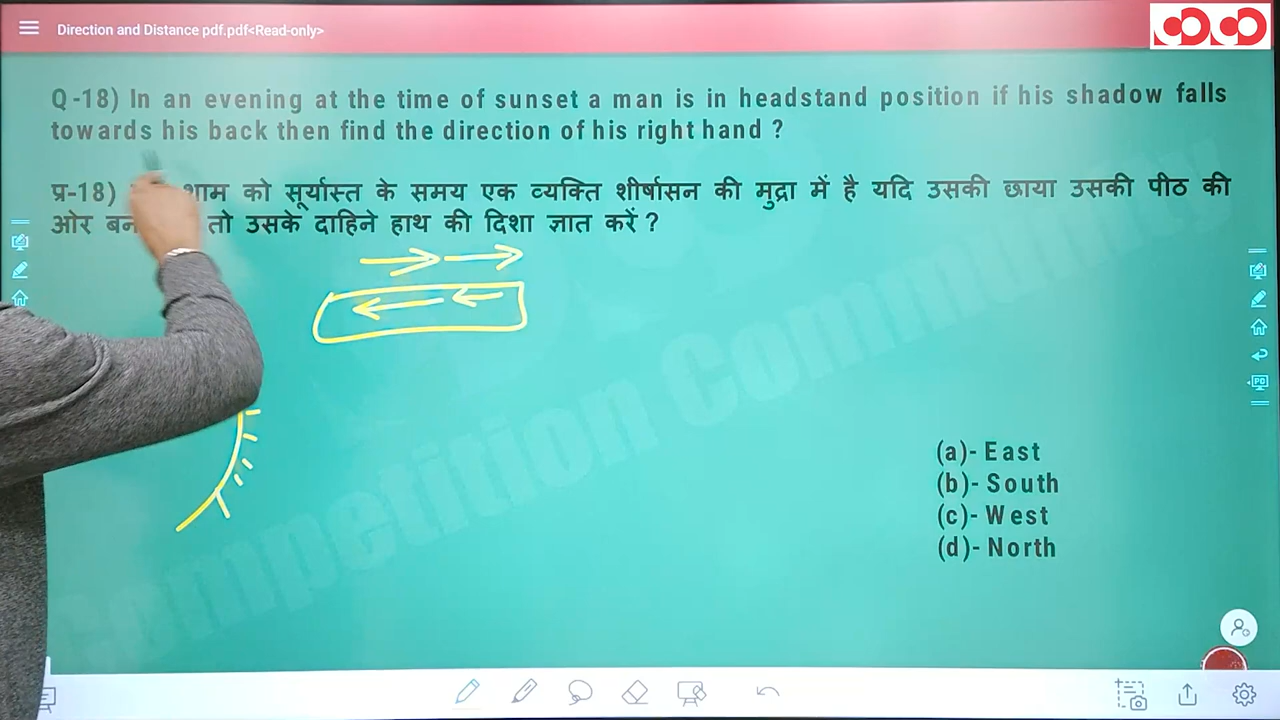 Direction and Distance pdf.pdf<Read-only>
Q-18) In an evening at the time of sunset a man is in headstand position if his shadow falls
towards his back then find the direction of his right hand ?
प्र-18) शाम को सूर्यास्त के समय एक व्यक्ति शीर्षासन की मुद्रा में है यदि उसकी छाया उसकी पीठ की
ओर तो उसके दाहिने हाथ की दिशा ज्ञात करें ?
Competition Community
(a)- East
(b)- South
(c)- West
(d)- North